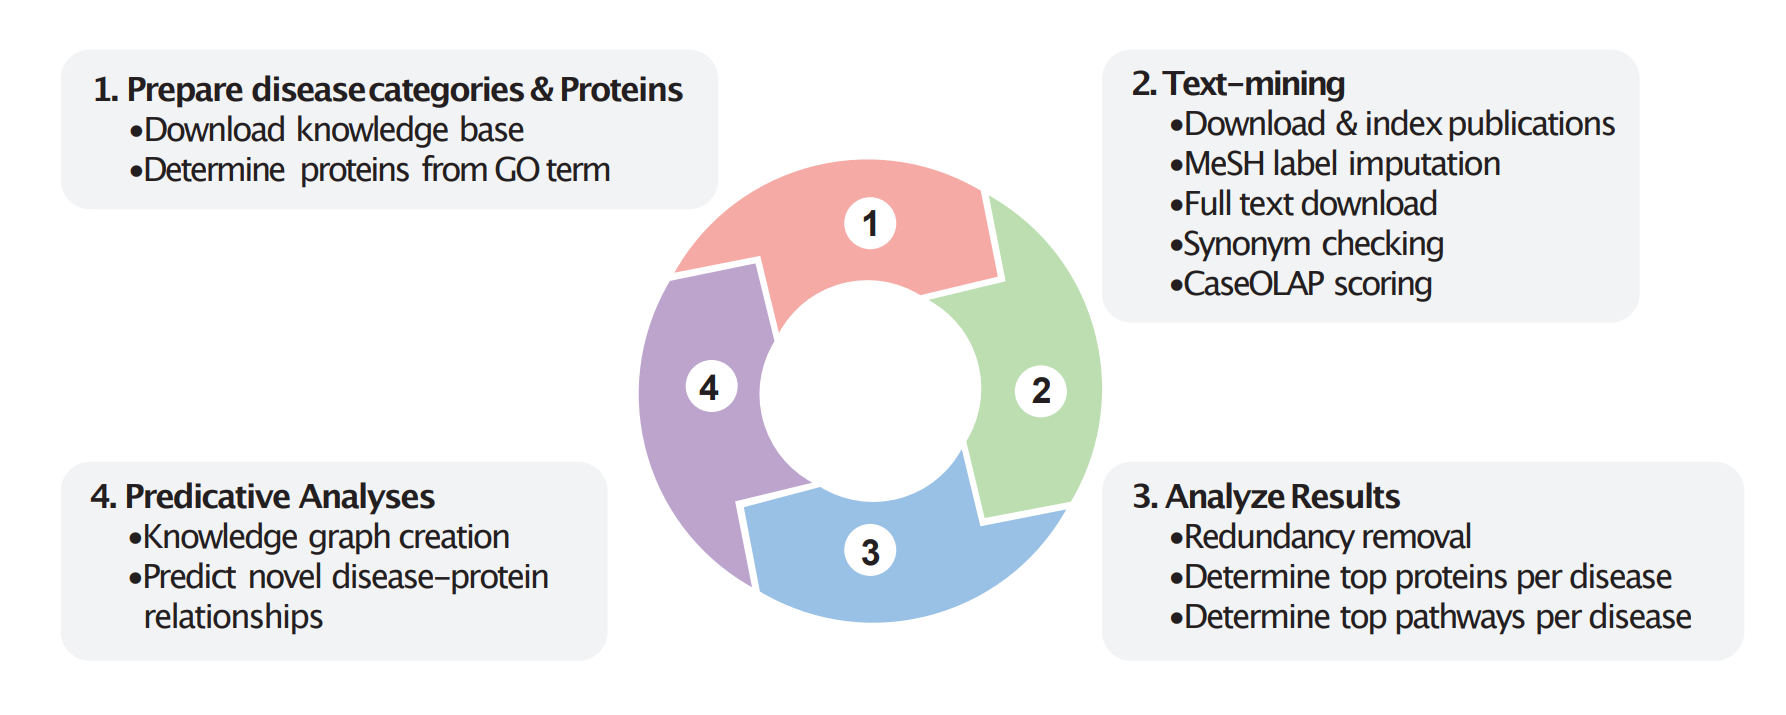 1. Prepare disease categories & Proteins
•Download knowledge base
•Determine proteins from GO term
2. Text-mining
•Download & index publications
•MeSH label imputation
•Full text download
•Synonym checking
•CaseOLAP scoring
3. Analyze Results
•Redundancy removal
•Determine top proteins per disease
•Determine top pathways per disease
4. Predicative Analyses
•Knowledge graph creation
•Predict novel disease-protein
relationships
1
2
3
4